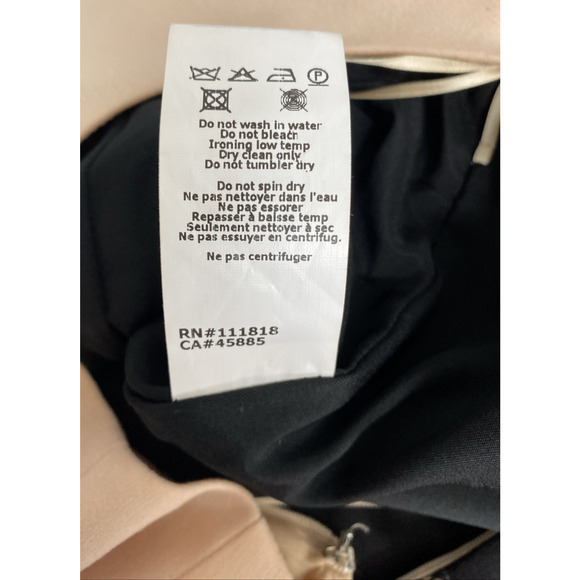 P
Do not wash in water
Do not bleach
Ironing low temp
Dry clean only
Do not tumbler dry
Do not spin dry
Ne pas nettoyer dans l'eau
Ne pas essorer
Repasser à baisse temp
Seulement nettoyer à sec
Ne pas essuyer en centrifug.
Ne pas centrifuger
RN#111818
CA#45885